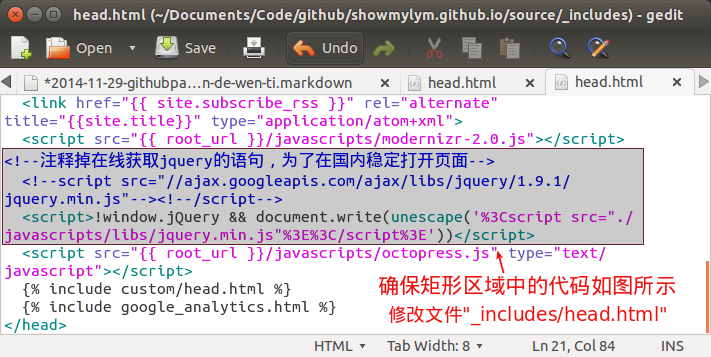 head.html (~/Documents/Code/github/showmylym.github.io/source/_includes) - gedit
Open Save Undo
*2014-11-29-githubpa…n-de-wen-ti.markdown head.html head.html
<link href="{{ site.subscribe_rss }}" rel="alternate"
title="{{site.title}}" type="application/atom+xml">
<script src="{{ root_url }}/javascripts/modernizr-2.0.js"></script>
<!--注释掉在线获取jquery的语句，为了在国内稳定打开页面-->
<!--script src="//ajax.googleapis.com/ajax/libs/jquery/1.9.1/
jquery.min.js"--><!--/script-->
<script>!window.jQuery && document.write(unescape('%3Cscript src="./
javascripts/libs/jquery.min.js"%3E%3C/script%3E'))</script>
<script src="{{ root_url }}/javascripts/octopress.js" type="text/
javascript"></script>
确保矩形区域中的代码如图所示
{% include custom/head.html %}
修改文件"_includes/head.html"
{% include google_analytics.html %}
</head>
HTML Tab Width: 8 Ln 21, Col 84 INS